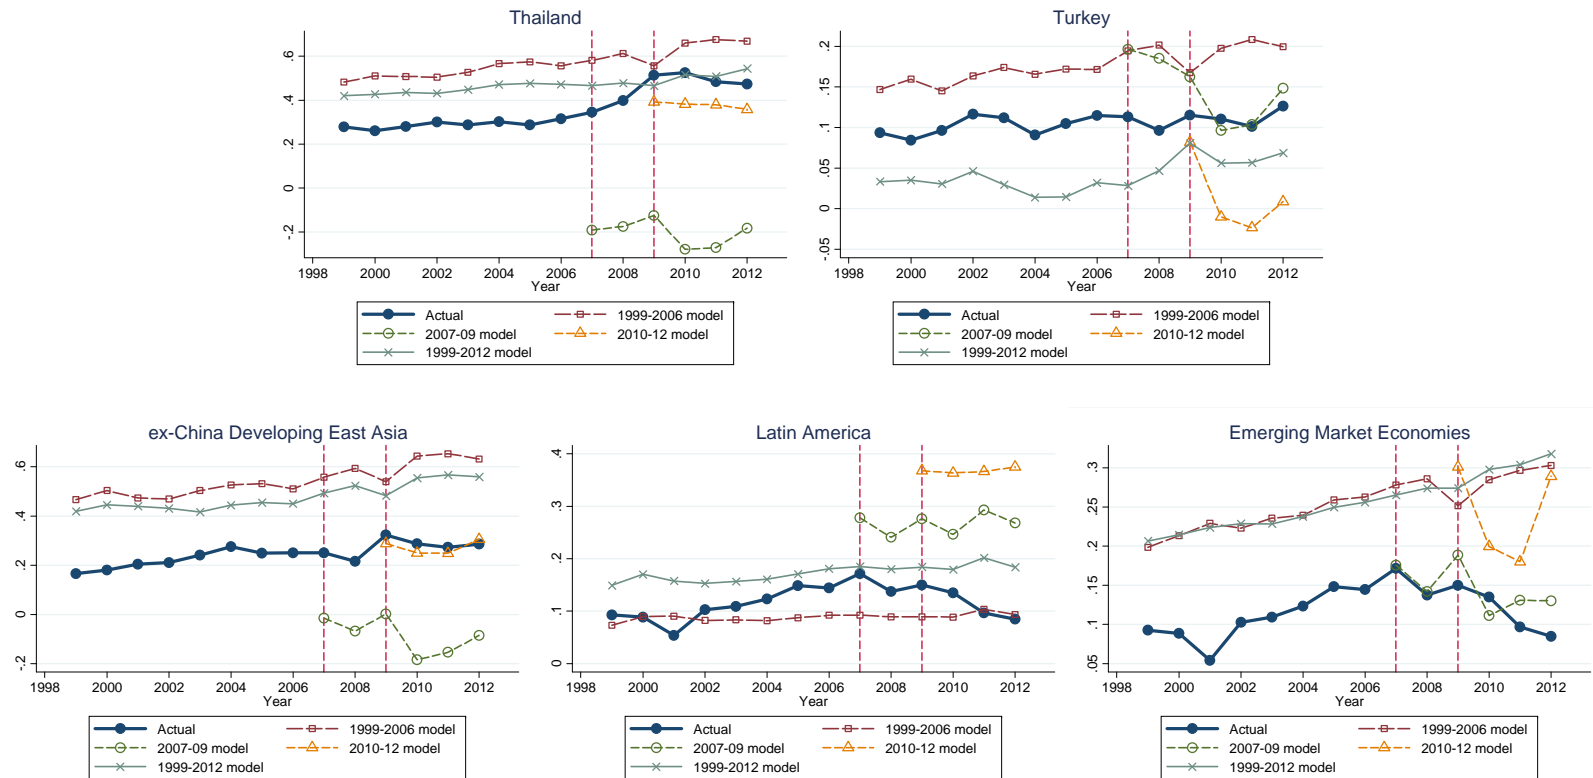 Thailand
.6
.4
.2
0
-.2
1998 2000 2002 2004 2006 2008 2010 2012
Year
Actual 1999-2006 model
2007-09 model 2010-12 model
1999-2012 model
Turkey
.2
.15
.1
.05
0
-.05
1998 2000 2002 2004 2006 2008 2010 2012
Year
Actual 1999-2006 model
2007-09 model 2010-12 model
1999-2012 model
ex-China Developing East Asia
.6
.4
.2
0
-.2
1998 2000 2002 2004 2006 2008 2010 2012
Year
Actual 1999-2006 model
2007-09 model 2010-12 model
1999-2012 model
Latin America
.4
.3
.2
.1
0
1998 2000 2002 2004 2006 2008 2010 2012
Year
Actual 1999-2006 model
2007-09 model 2010-12 model
1999-2012 model
Emerging Market Economies
.3
.25
.2
.15
.1
.05
1998 2000 2002 2004 2006 2008 2010 2012
Year
Actual 1999-2006 model
2007-09 model 2010-12 model
1999-2012 model